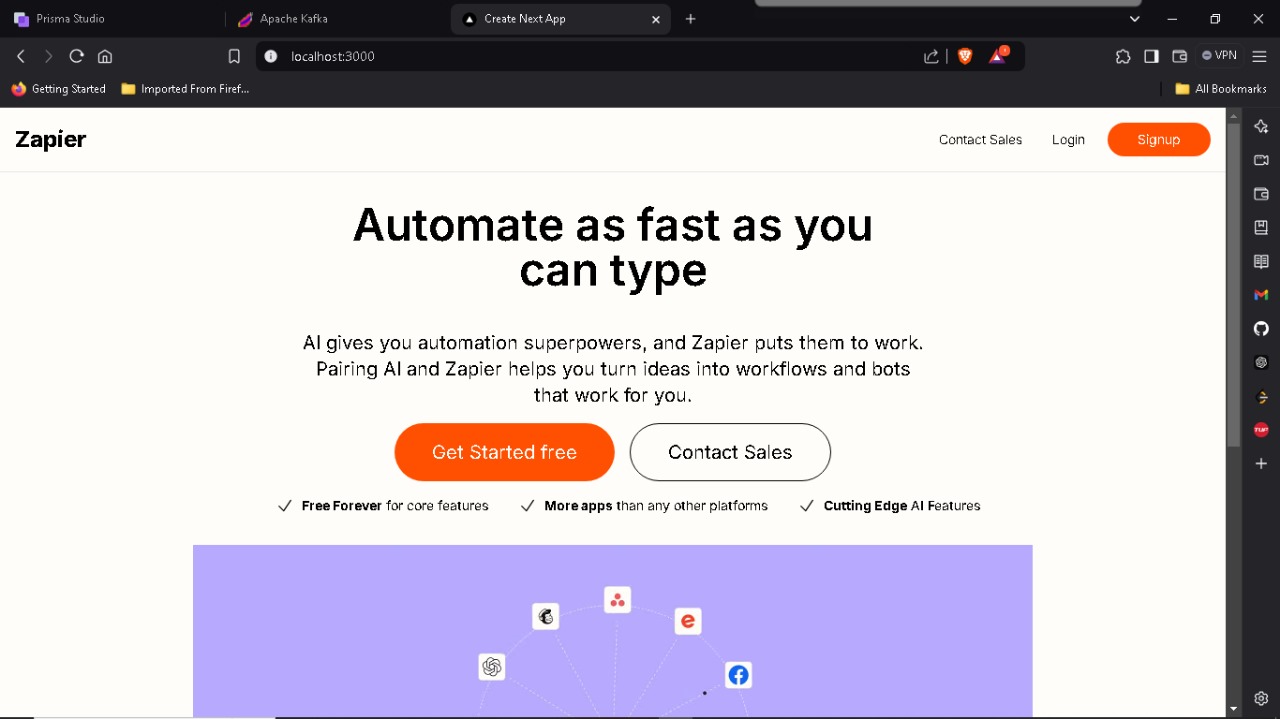 Prisma Studio
Apache Kafka
Create Next App
localhost:3000
VPN
Getting Started
Imported From Firef...
All Bookmarks
Zapier
Contact Sales
Login
Signup
Automate as fast as you
can type
AI gives you automation superpowers, and Zapier puts them to work.
Pairing AI and Zapier helps you turn ideas into workflows and bots
that work for you.
Get Started free
Contact Sales
Free Forever for core features
More apps than any other platforms
Cutting Edge AI Features